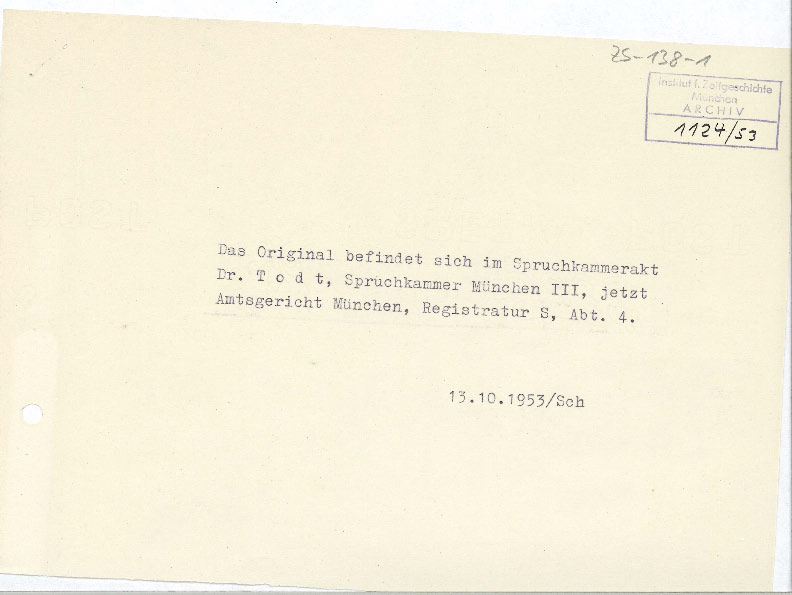 ZS-138-1
Institut f. Zeitgeschichte
München
ARCHIV
1124/53
Das Original befindet sich im Spruchkammerakt
Dr. T o d t, Spruchkammer München III, jetzt
Amtsgericht München, Registratur S, Abt. 4.
13.10.1953/Sch